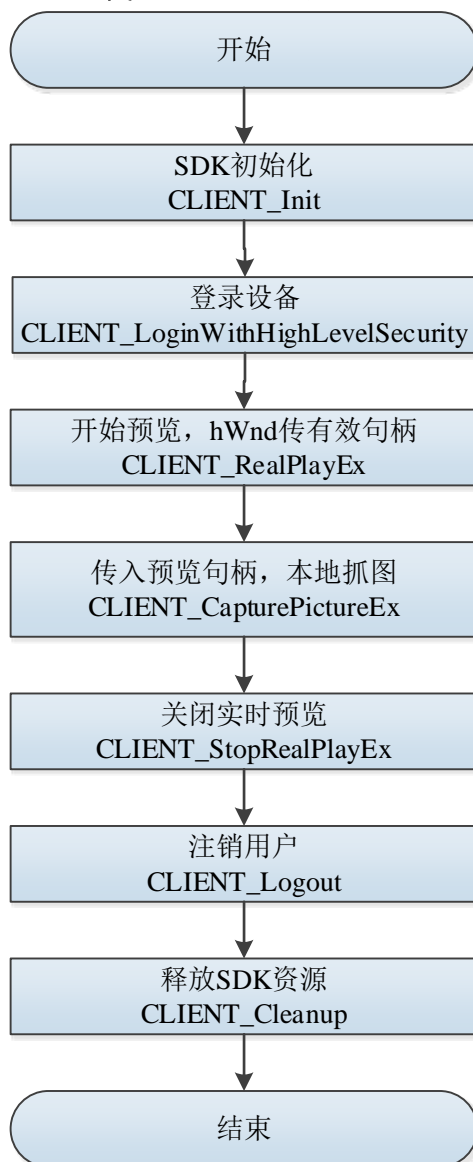 开始
SDK初始化
CLIENT_Init
登录设备
CLIENT_LoginWithHighLevelSecurity
开始预览，hWnd传有效句柄
CLIENT_RealPlayEx
传入预览句柄，本地抓图
CLIENT_CapturePictureEx
关闭实时预览
CLIENT_StopRealPlayEx
注销用户
CLIENT_Logout
释放SDK资源
CLIENT_Cleanup
结束